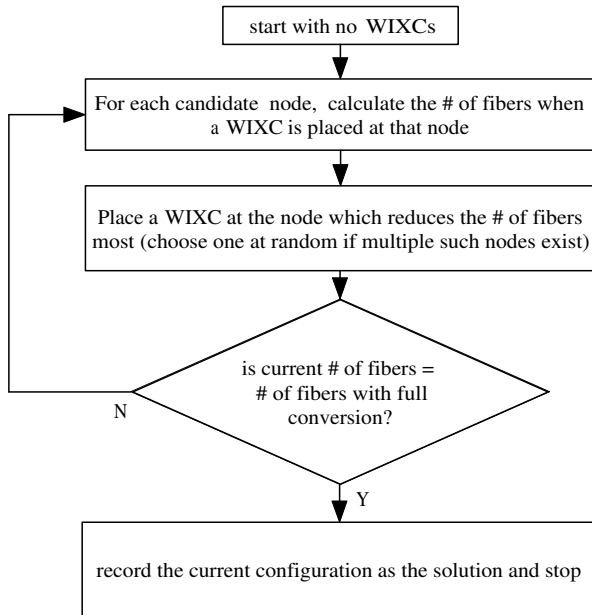 start with no WIXCs
For each candidate node, calculate the # of fibers when
a WIXC is placed at that node
Place a WIXC at the node which reduces the # of fibers
most (choose one at random if multiple such nodes exist)
is current # of fibers =
# of fibers with full
conversion?
N
Y
record the current configuration as the solution and stop